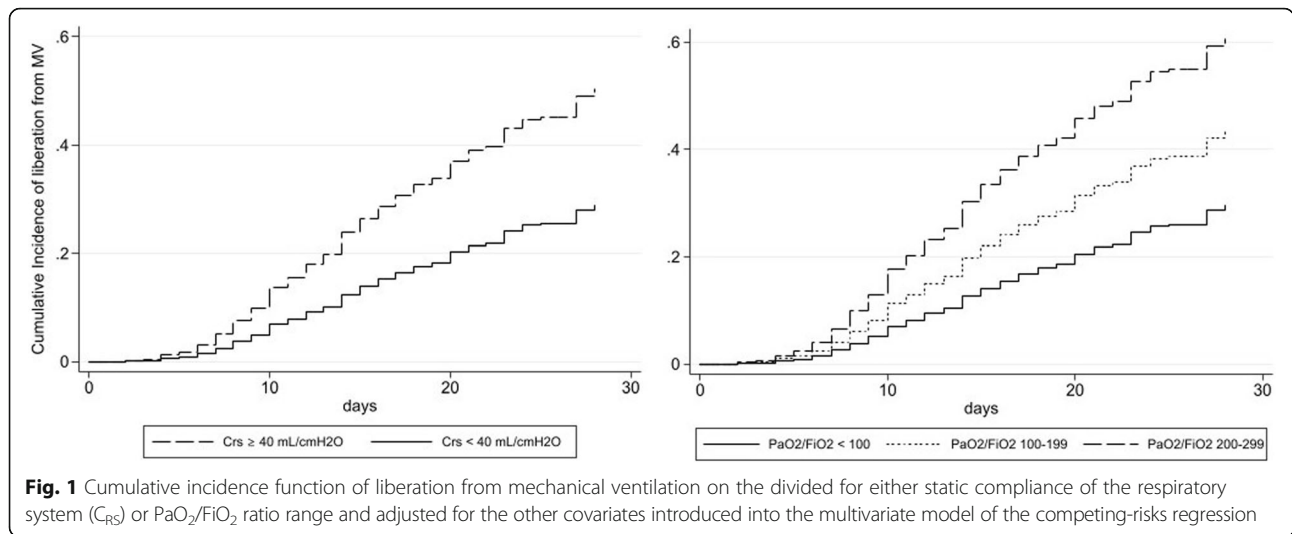 .6
.4
.2
0
Cumulative Incidence of liberation from MV
0
10
20
30
days
Crs ≥ 40 mL/cmH2O
Crs < 40 mL/cmH2O
.6
.4
.2
0
0
10
20
30
days
PaO2/FiO2 < 100
PaO2/FiO2 100-199
PaO2/FiO2 200-299
Fig. 1 Cumulative incidence function of liberation from mechanical ventilation on the divided for either static compliance of the respiratory
system (C_RS) or PaO₂/FiO₂ ratio range and adjusted for the other covariates introduced into the multivariate model of the competing-risks regression